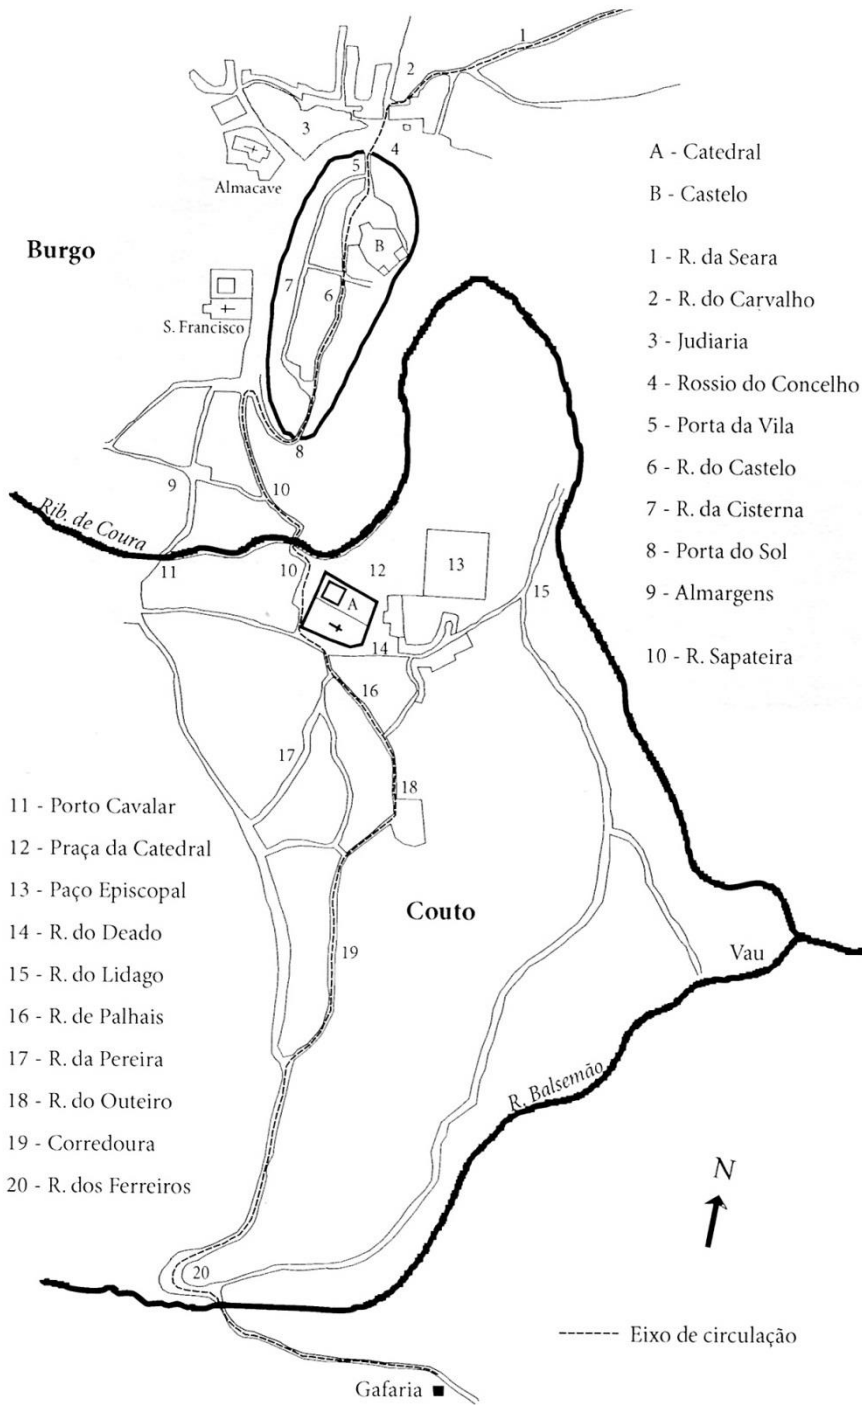 1
2
3
4
5
Almacave
A - Catedral
B - Castelo
B
Burgo
1 - R. da Seara
7
6
2 - R. do Carvalho
S. Francisco
3 - Judiaria
4 - Rossio do Concelho
5 - Porta da Vila
8
6 - R. do Castelo
9
10
7 - R. da Cisterna
Rib. de Coura
8 - Porta do Sol
11
10
12
13
15
9 - Almargens
A
14
10 - R. Sapateira
16
17
18
11 - Porto Cavalar
12 - Praça da Catedral
13 - Paço Episcopal
Couto
14 - R. do Deado
19
Vau
15 - R. do Lidago
16 - R. de Palhais
17 - R. da Pereira
R. Balsemão
18 - R. do Outeiro
19 - Corredoura
20 - R. dos Ferreiros
N
20
Eixo de circulação
Gafaria